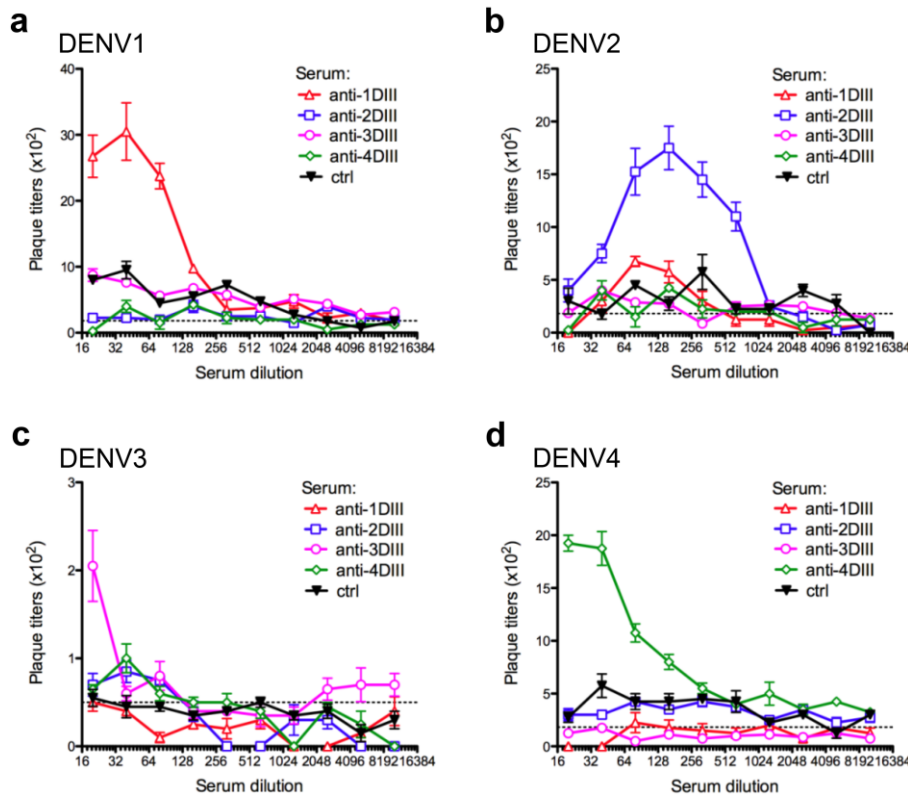 a
DENV1
Plaque titers (x10²)
40
30
20
10
0
16 32 64 128 256 512 1024 2048 4096 8192 16384
Serum dilution
Serum:
anti-1DIII
anti-2DIII
anti-3DIII
anti-4DIII
ctrl
b
DENV2
Plaque titers (x10²)
25
20
15
10
5
0
16 32 64 128 256 512 1024 2048 4096 8192 16384
Serum dilution
Serum:
anti-1DIII
anti-2DIII
anti-3DIII
anti-4DIII
ctrl
c
DENV3
Plaque titers (x10²)
3
2
1
0
16 32 64 128 256 512 1024 2048 4096 8192 16384
Serum dilution
Serum:
anti-1DIII
anti-2DIII
anti-3DIII
anti-4DIII
ctrl
d
DENV4
Plaque titers (x10²)
25
20
15
10
5
0
16 32 64 128 256 512 1024 2048 4096 8192 16384
Serum dilution
Serum:
anti-1DIII
anti-2DIII
anti-3DIII
anti-4DIII
ctrl